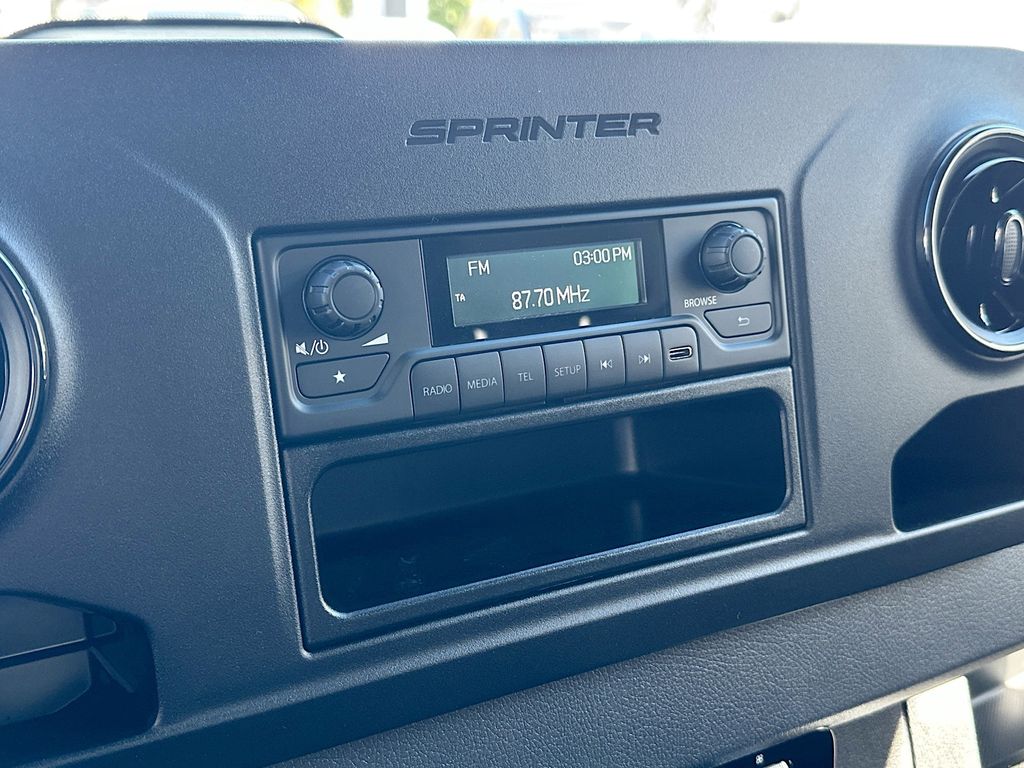 SPRINTER
FM 03:00 PM
TA 87.70 MHz
BROWSE
RADIO MEDIA TEL SETUP